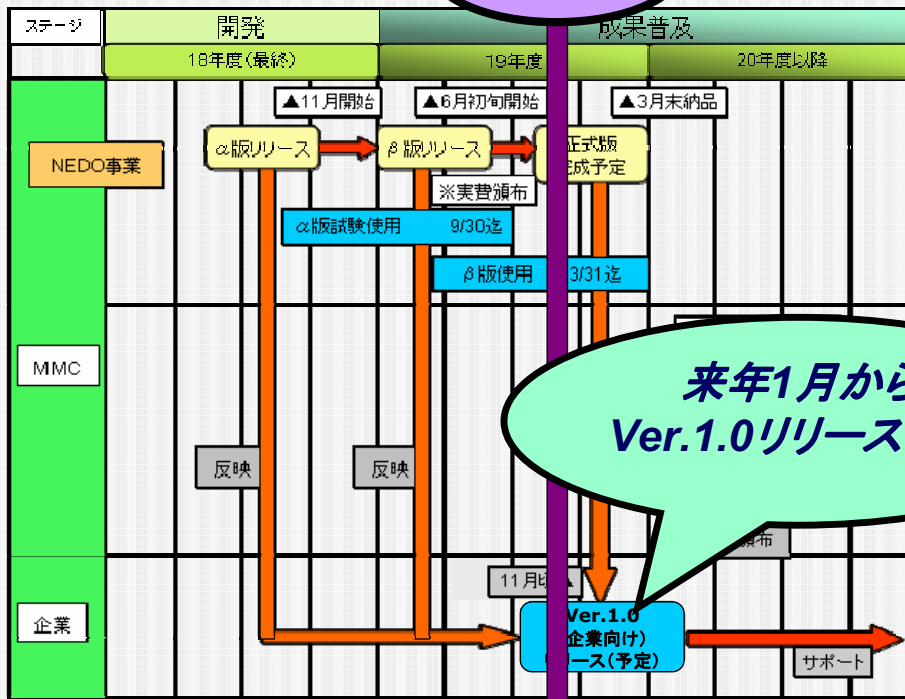 ステージ
開発
成果普及
18年度(最終)
19年度
20年度以降
▲11月開始
▲6月初旬開始
▲3月末納品
NEDO事業
α版リリース
β版リリース
正式版
完成予定
※実費頒布
α版試験使用 9/30迄
β版使用 3/31迄
MMC
来年1月から
Ver.1.0リリース
反映
反映
頒布
11月頃▲
企業
Ver.1.0
企業向け)
リース(予定)
サポート